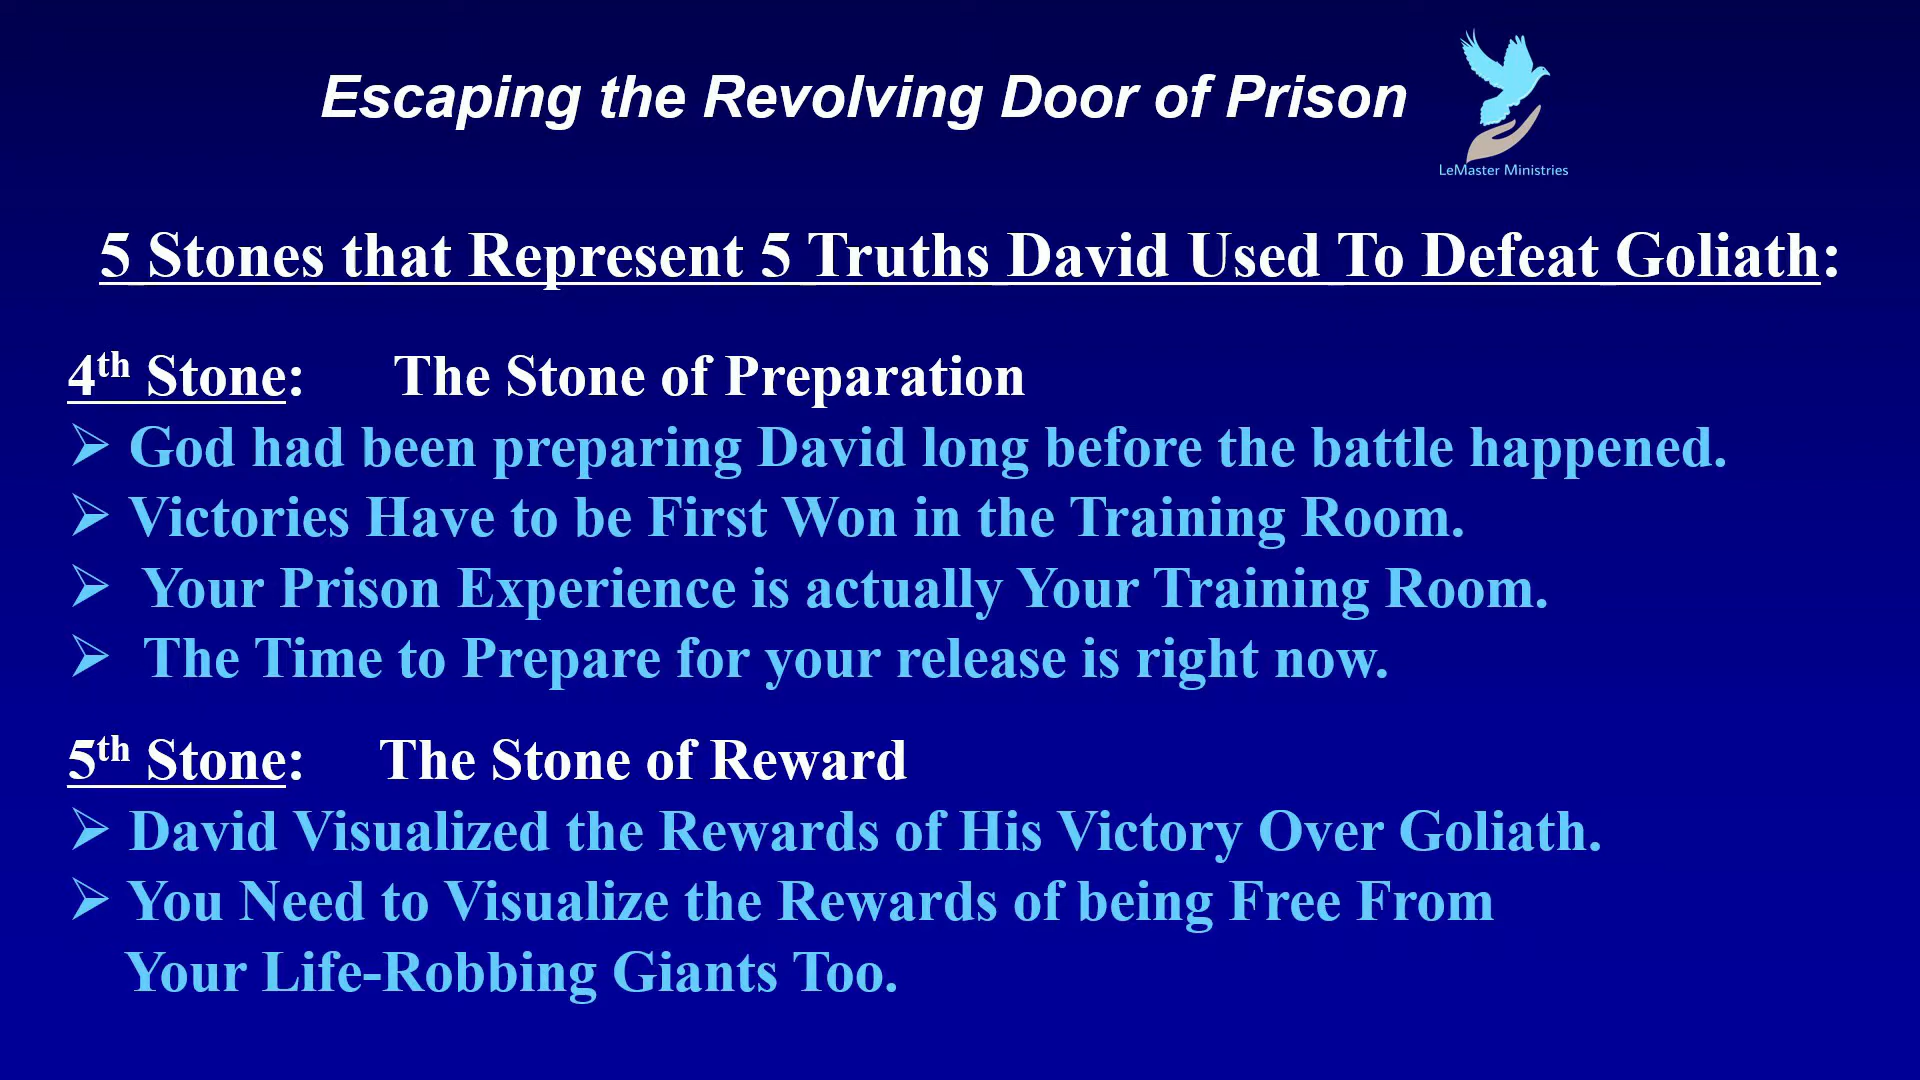 Escaping the Revolving Door of Prison
LeMaster Ministries
5 Stones that Represent 5 Truths David Used To Defeat Goliath:
4th Stone: The Stone of Preparation
➢ God had been preparing David long before the battle happened.
➢ Victories Have to be First Won in the Training Room.
➢ Your Prison Experience is actually Your Training Room.
➢ The Time to Prepare for your release is right now.
5th Stone: The Stone of Reward
➢ David Visualized the Rewards of His Victory Over Goliath.
➢ You Need to Visualize the Rewards of being Free From
Your Life-Robbing Giants Too.